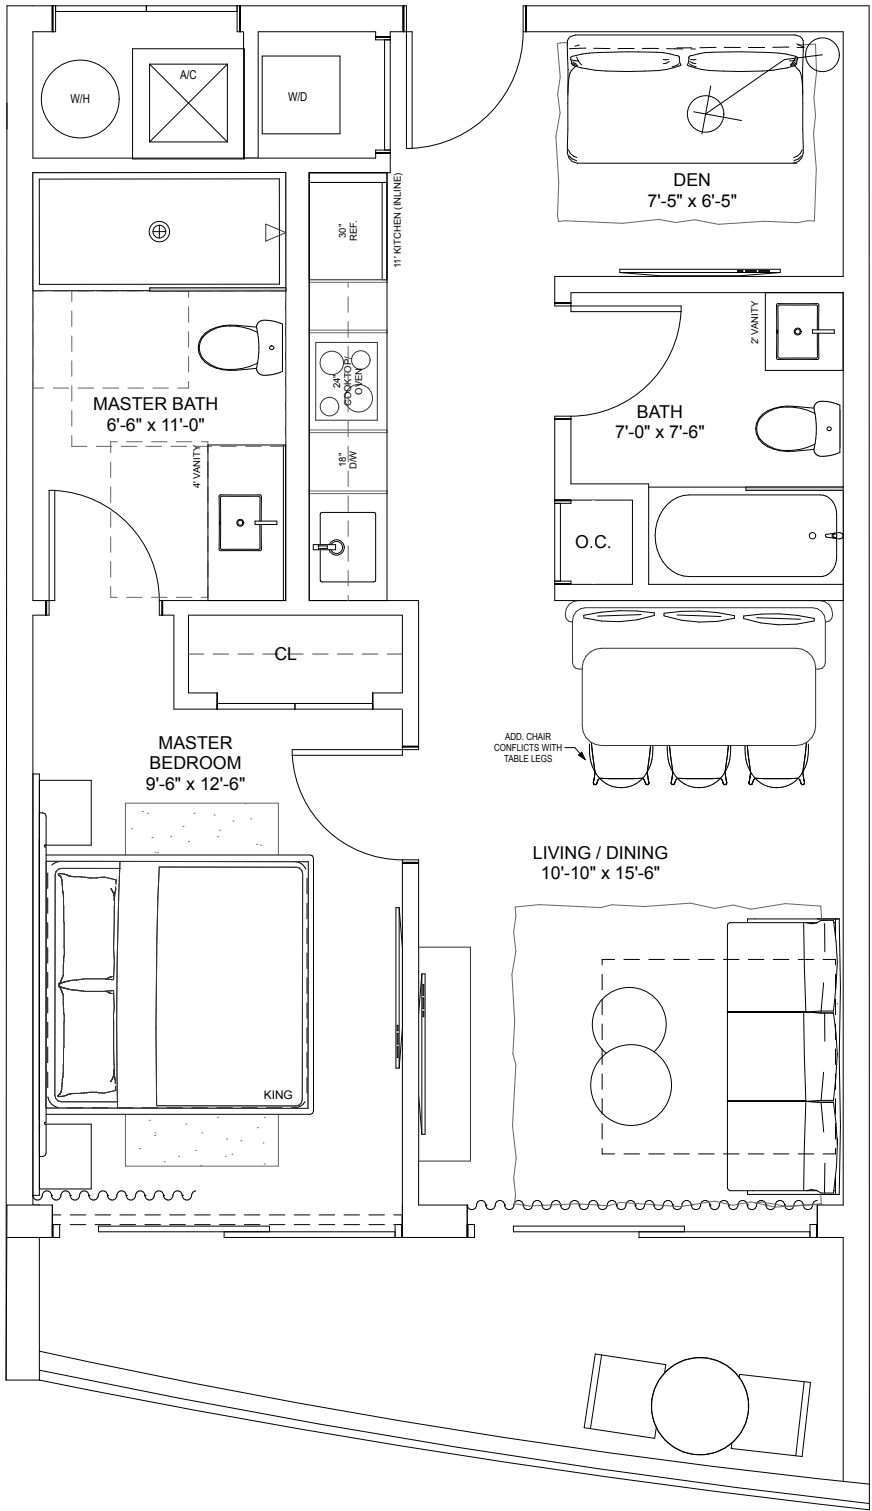 W/H
A/C
W/D
DEN
7'-5" x 6'-5"
30"
REF.
11' KITCHEN (INLINE)
2' VANITY
24"
COOKTOP/
OVEN
MASTER BATH
6'-6" x 11'-0"
BATH
7'-0" x 7'-6"
4' VANITY
18"
D/W
O.C.
CL
MASTER
BEDROOM
9'-6" x 12'-6"
ADD. CHAIR
CONFLICTS WITH
TABLE LEGS
LIVING / DINING
10'-10" x 15'-6"
KING